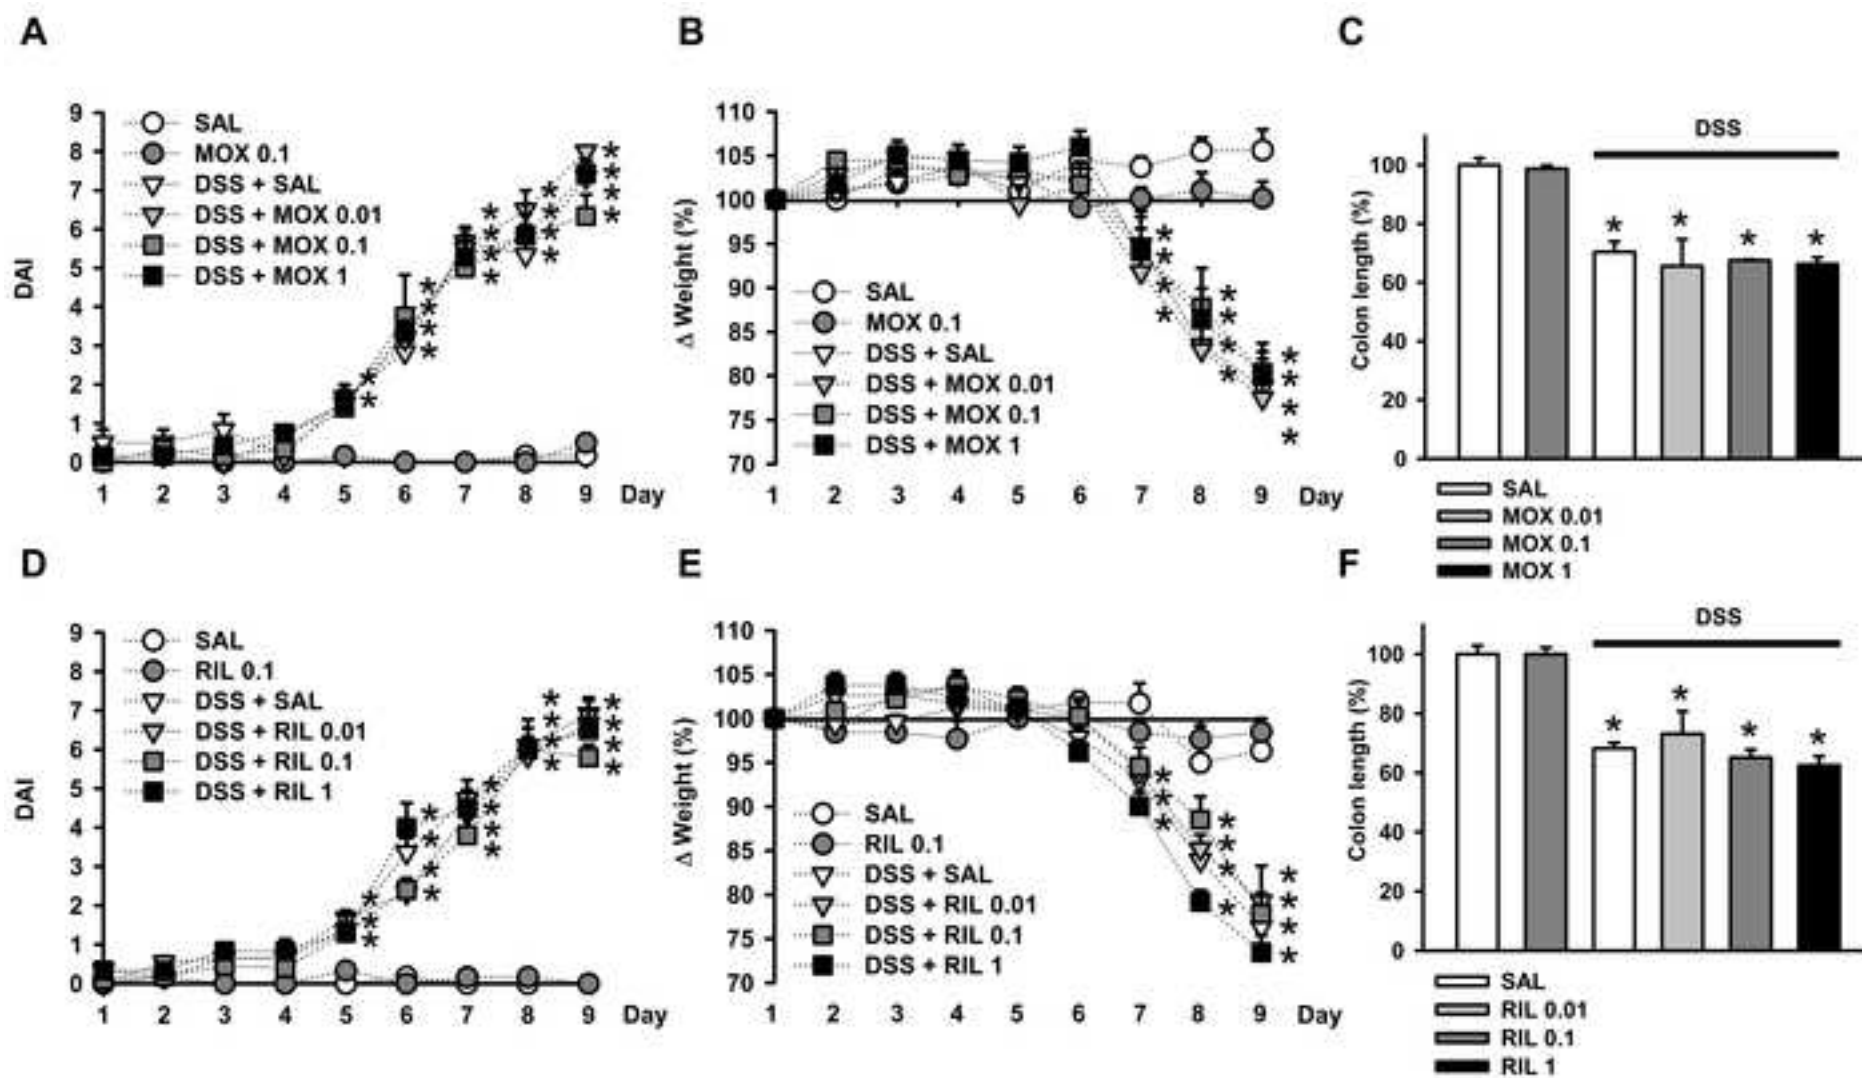 A
B
C
9
8
7
6
5
4
3
2
1
0
DAI
SAL
MOX 0.1
DSS + SAL
DSS + MOX 0.01
DSS + MOX 0.1
DSS + MOX 1
1 2 3 4 5 6 7 8 9 Day
110
105
100
95
90
85
80
75
70
Δ Weight (%)
SAL
MOX 0.1
DSS + SAL
DSS + MOX 0.01
DSS + MOX 0.1
DSS + MOX 1
1 2 3 4 5 6 7 8 9 Day
DSS
100
80
60
40
20
0
Colon length (%)
* * * *
SAL
MOX 0.01
MOX 0.1
MOX 1
D
E
F
9
8
7
6
5
4
3
2
1
0
DAI
SAL
RIL 0.1
DSS + SAL
DSS + RIL 0.01
DSS + RIL 0.1
DSS + RIL 1
1 2 3 4 5 6 7 8 9 Day
110
105
100
95
90
85
80
75
70
Δ Weight (%)
SAL
RIL 0.1
DSS + SAL
DSS + RIL 0.01
DSS + RIL 0.1
DSS + RIL 1
1 2 3 4 5 6 7 8 9 Day
DSS
100
80
60
40
20
0
Colon length (%)
* * * *
SAL
RIL 0.01
RIL 0.1
RIL 1